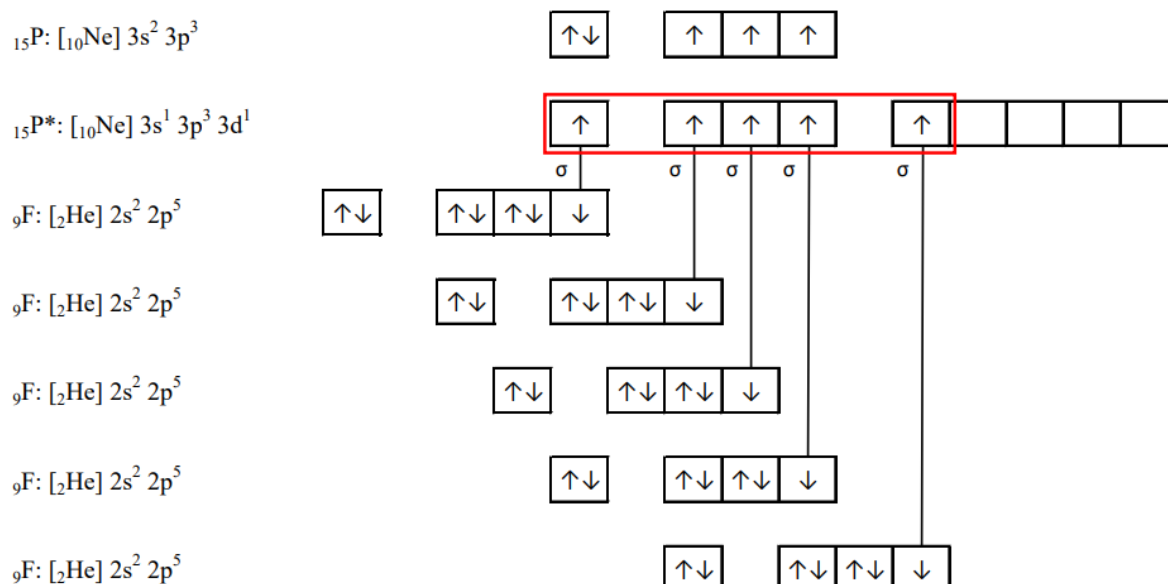 ₁₅P: [₁₀Ne] 3s² 3p³ ↑↓ ↑ ↑ ↑
₁₅P*: [₁₀Ne] 3s¹ 3p³ 3d¹ ↑ ↑ ↑ ↑ ↑
σ σ σ σ σ
₉F: [₂He] 2s² 2p⁵ ↑↓ ↑↓ ↑↓ ↓
₉F: [₂He] 2s² 2p⁵ ↑↓ ↑↓ ↑↓ ↓
₉F: [₂He] 2s² 2p⁵ ↑↓ ↑↓ ↑↓ ↓
₉F: [₂He] 2s² 2p⁵ ↑↓ ↑↓ ↑↓ ↓
₉F: [₂He] 2s² 2p⁵ ↑↓ ↑↓ ↑↓ ↓